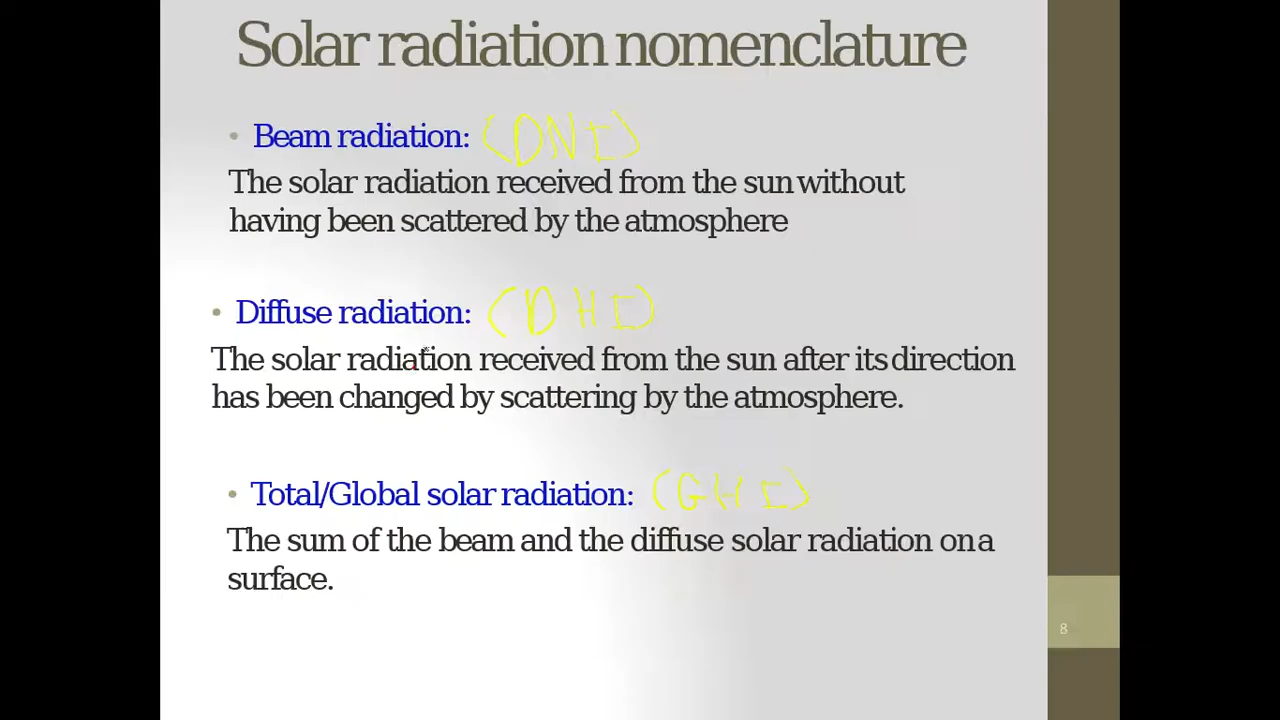 Solar radiation nomenclature
• Beam radiation: (DNI)
The solar radiation received from the sun without
having been scattered by the atmosphere
• Diffuse radiation: (DHI)
The solar radiation received from the sun after its direction
has been changed by scattering by the atmosphere.
• Total/Global solar radiation: (GHI)
The sum of the beam and the diffuse solar radiation on a
surface.
8